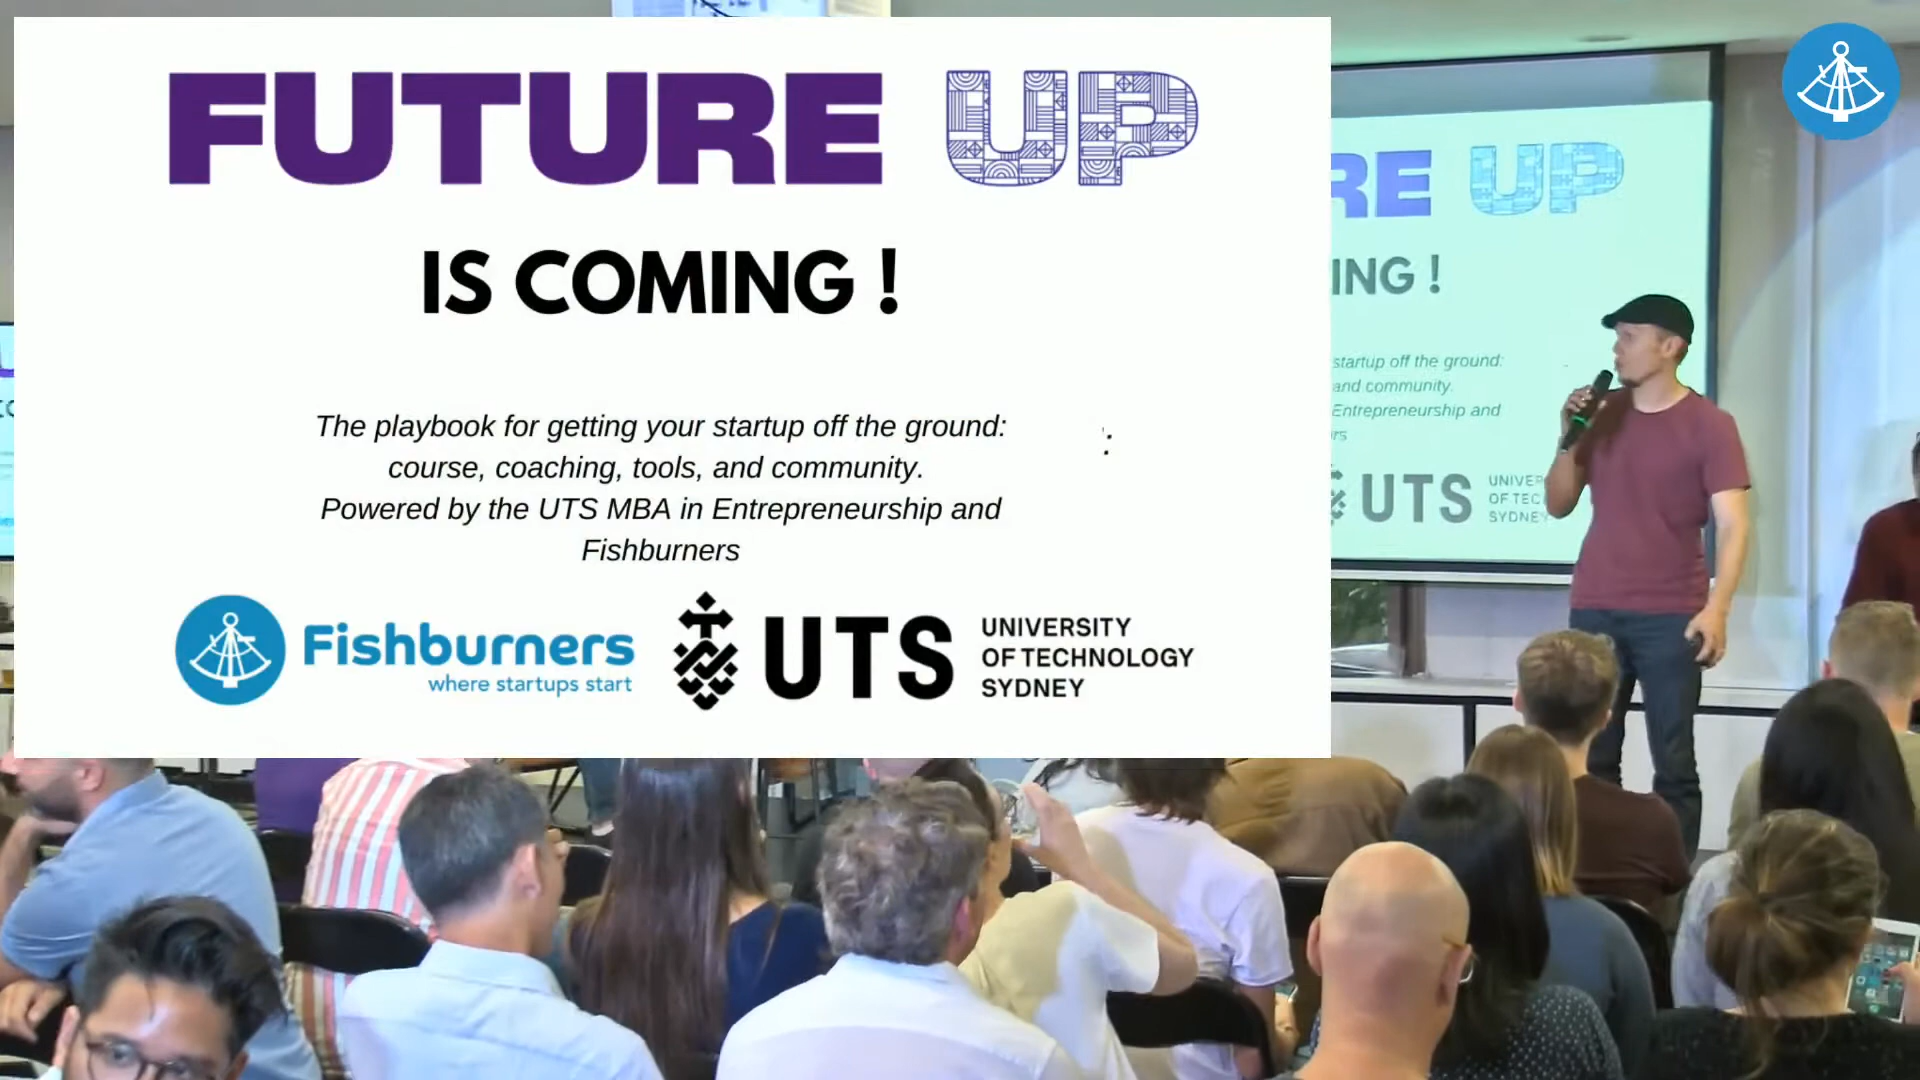 FUTURE UP
IS COMING !
The playbook for getting your startup off the ground:
course, coaching, tools, and community.
Powered by the UTS MBA in Entrepreneurship and
Fishburners
Fishburners
where startups start
UTS
UNIVERSITY
OF TECHNOLOGY
SYDNEY
UP
startup off the ground:
and community.
Entrepreneurship and
UTS
SYDNEY